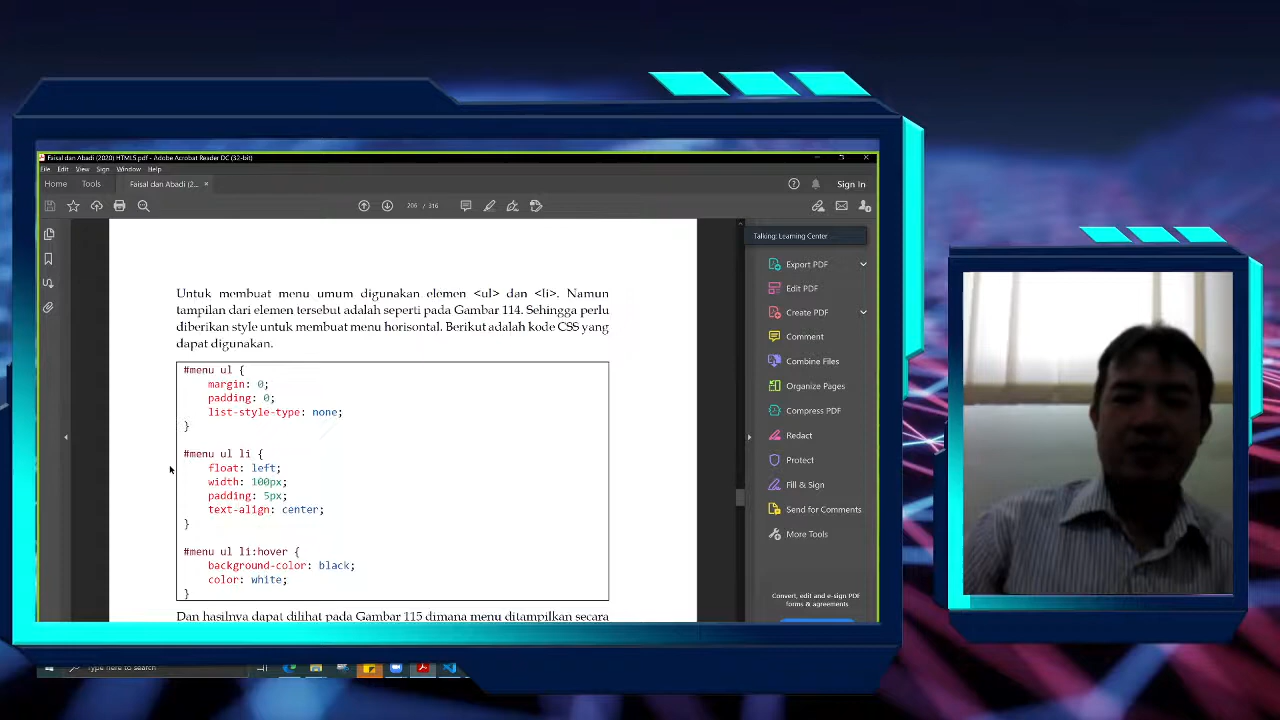 Faisal dan Abadi (2020) HTML5.pdf - Adobe Acrobat Reader DC (32-bit)
File Edit View Sign Window Help
Home Tools Faisal dan Abadi (2... × Sign In
206 / 316
Talking: Learning Center
Untuk membuat menu umum digunakan elemen <ul> dan <li>. Namun
tampilan dari elemen tersebut adalah seperti pada Gambar 114. Sehingga perlu
diberikan style untuk membuat menu horisontal. Berikut adalah kode CSS yang
dapat digunakan.
#menu ul {
margin: 0;
padding: 0;
list-style-type: none;
}
#menu ul li {
float: left;
width: 100px;
padding: 5px;
text-align: center;
}
#menu ul li:hover {
background-color: black;
color: white;
}
Dan hasilnya dapat dilihat pada Gambar 115 dimana menu ditampilkan secara
Export PDF
Edit PDF
Create PDF
Comment
Combine Files
Organize Pages
Compress PDF
Redact
Protect
Fill & Sign
Send for Comments
More Tools
Convert, edit and e-sign PDF
forms & agreements
Type here to search